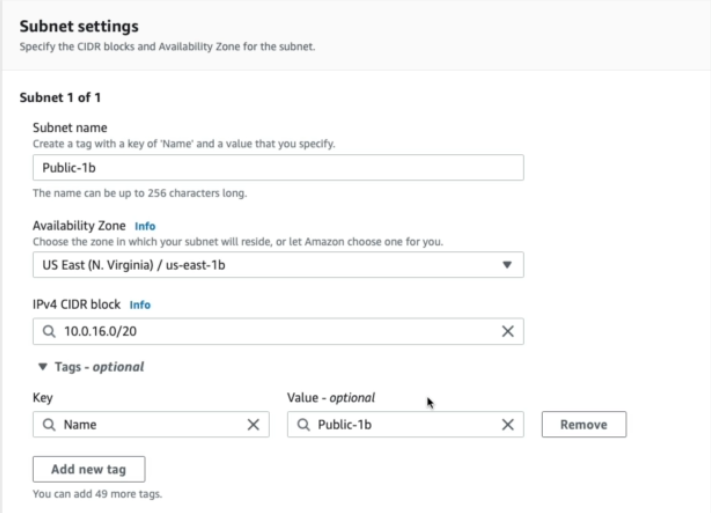 Subnet settings
Specify the CIDR blocks and Availability Zone for the subnet.
Subnet 1 of 1
Subnet name
Create a tag with a key of 'Name' and a value that you specify.
Public-1b
The name can be up to 256 characters long.
Availability Zone Info
Choose the zone in which your subnet will reside, or let Amazon choose one for you.
US East (N. Virginia) / us-east-1b
IPv4 CIDR block Info
10.0.16.0/20
Tags - optional
Key Value - optional
Name Public-1b Remove
Add new tag
You can add 49 more tags.